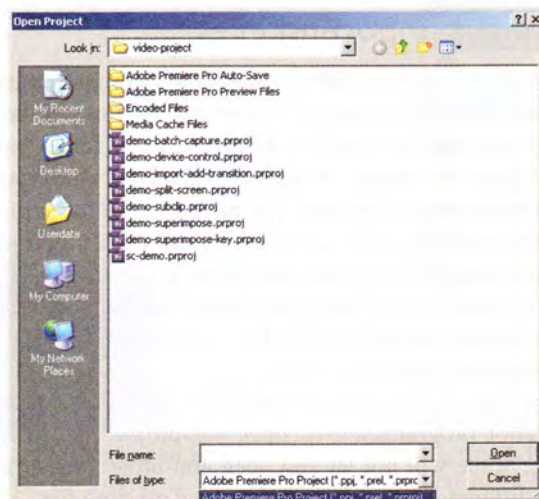 Open Project
Look in: video-project
My Recent
Documents
Desktop
Userdata
My Computer
My Network
Places
Adobe Premiere Pro Auto-Save
Adobe Premiere Pro Preview Files
Encoded Files
Media Cache Files
demo-batch-capture.prproj
demo-device-control.prproj
demo-import-add-transition.prproj
demo-split-screen.prproj
demo-subclip.prproj
demo-superimpose.prproj
demo-superimpose-key.prproj
sc-demo.prproj
File name:
Open
Files of type: Adobe Premiere Pro Project (*.ppj, *.prel, *.prprc
Cancel
Adobe Premiere Pro Project (*.ppj, *.prel, *.prproj)